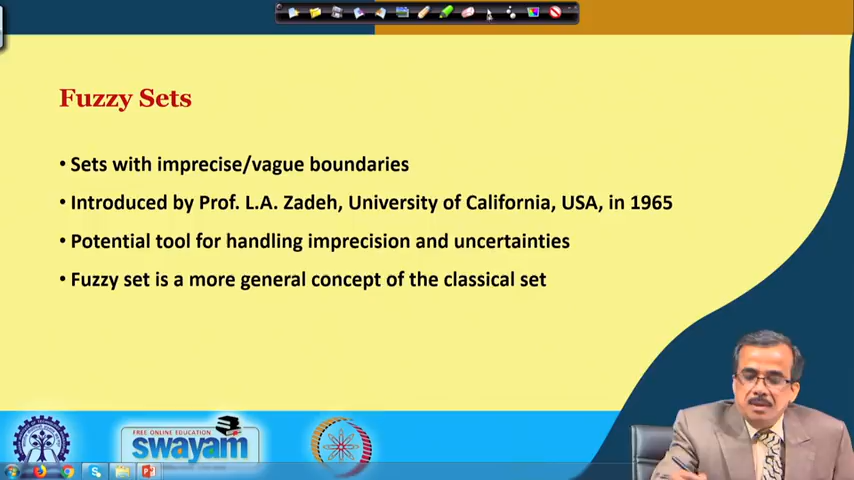 Fuzzy Sets
• Sets with imprecise/vague boundaries
• Introduced by Prof. L.A. Zadeh, University of California, USA, in 1965
• Potential tool for handling imprecision and uncertainties
• Fuzzy set is a more general concept of the classical set
FREE ONLINE EDUCATION
swayam